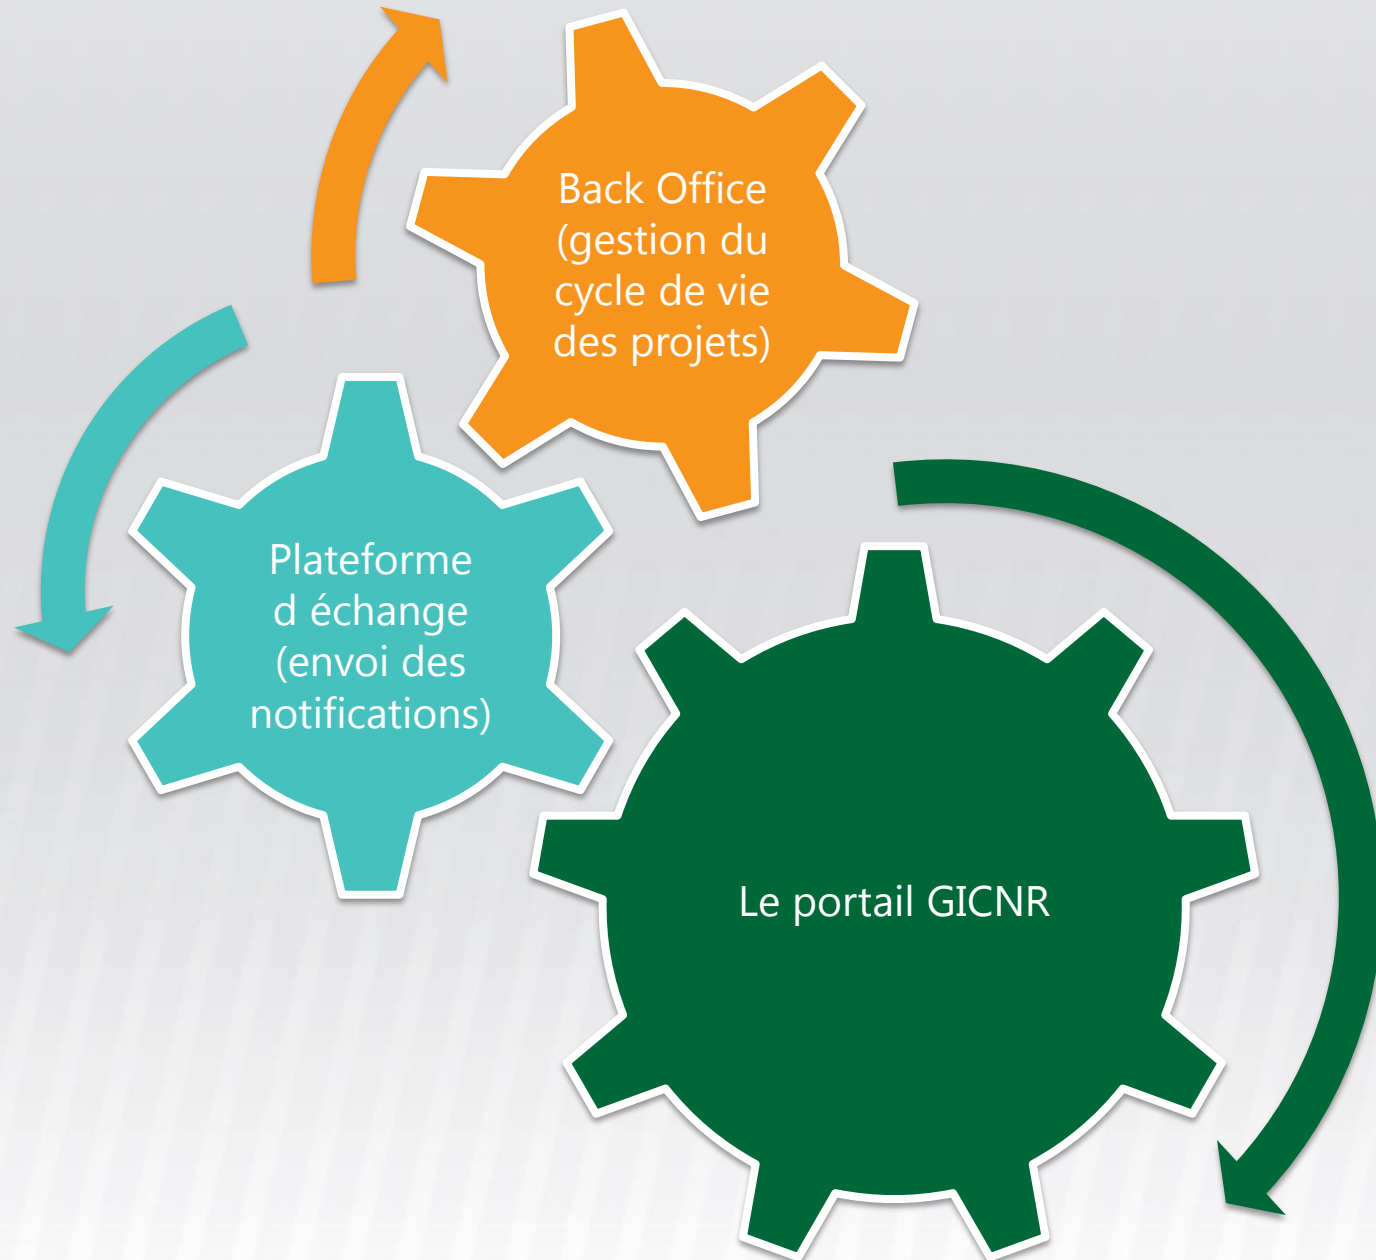 Back Office
(gestion du
cycle de vie
des projets)
Plateforme
d échange
(envoi des
notifications)
Le portail GICNR